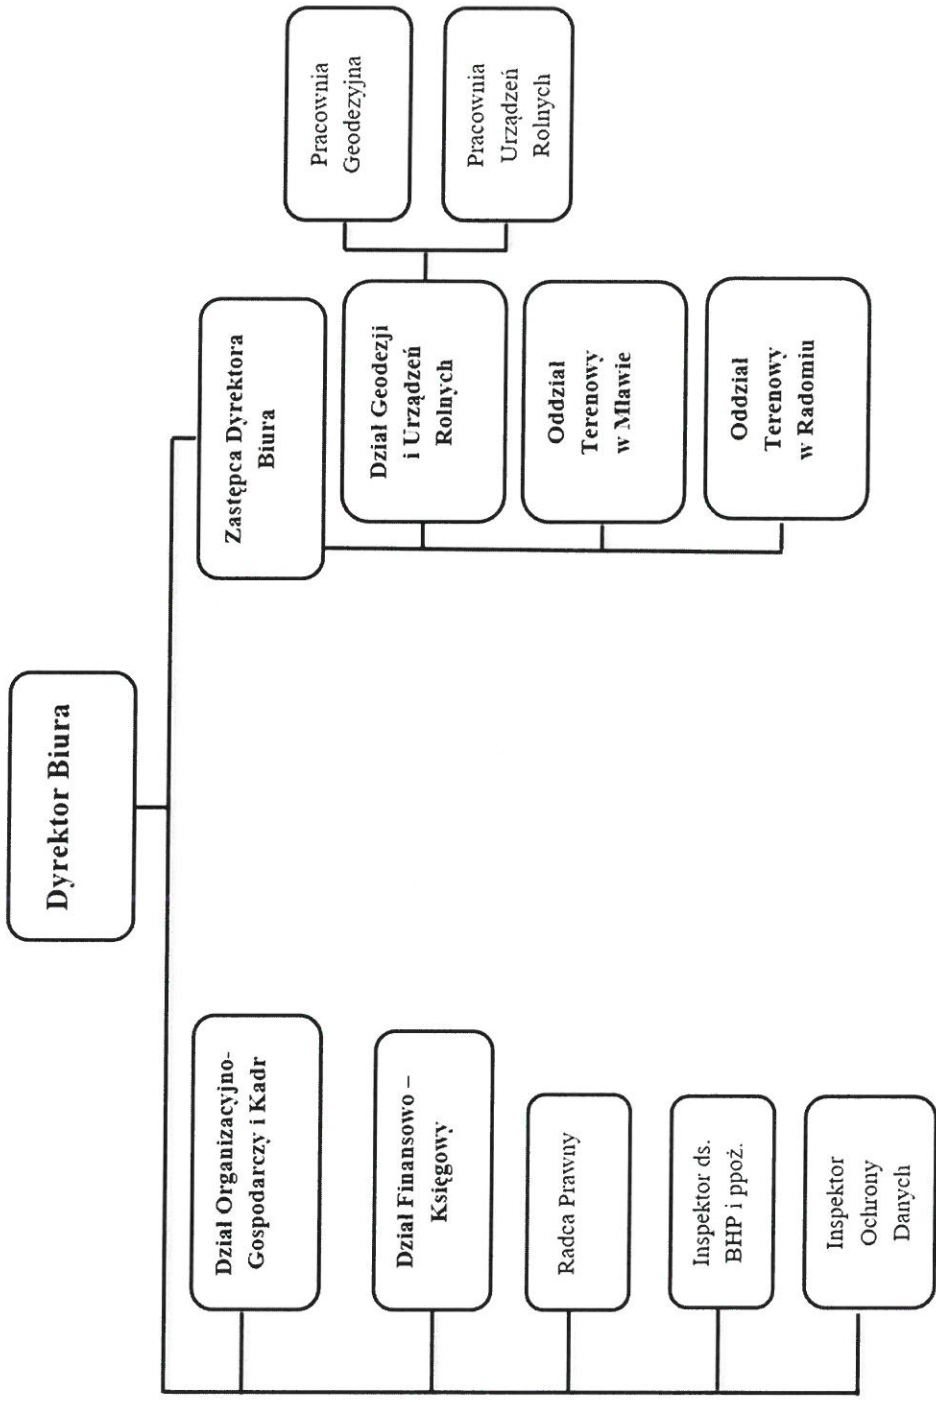 Dyrektor Biura
Dział Organizacyjno-
Gospodarczy i Kadr
Dział Finansowo –
Księgowy
Radca Prawny
Inspektor ds.
BHP i ppoż.
Inspektor
Ochrony
Danych
Zastępca Dyrektora
Biura
Dział Geodezji
i Urządzeń
Rolnych
Oddział
Terenowy
w Mławie
Oddział
Terenowy
w Radomiu
Pracownia
Geodezyjna
Pracownia
Urządzeń
Rolnych